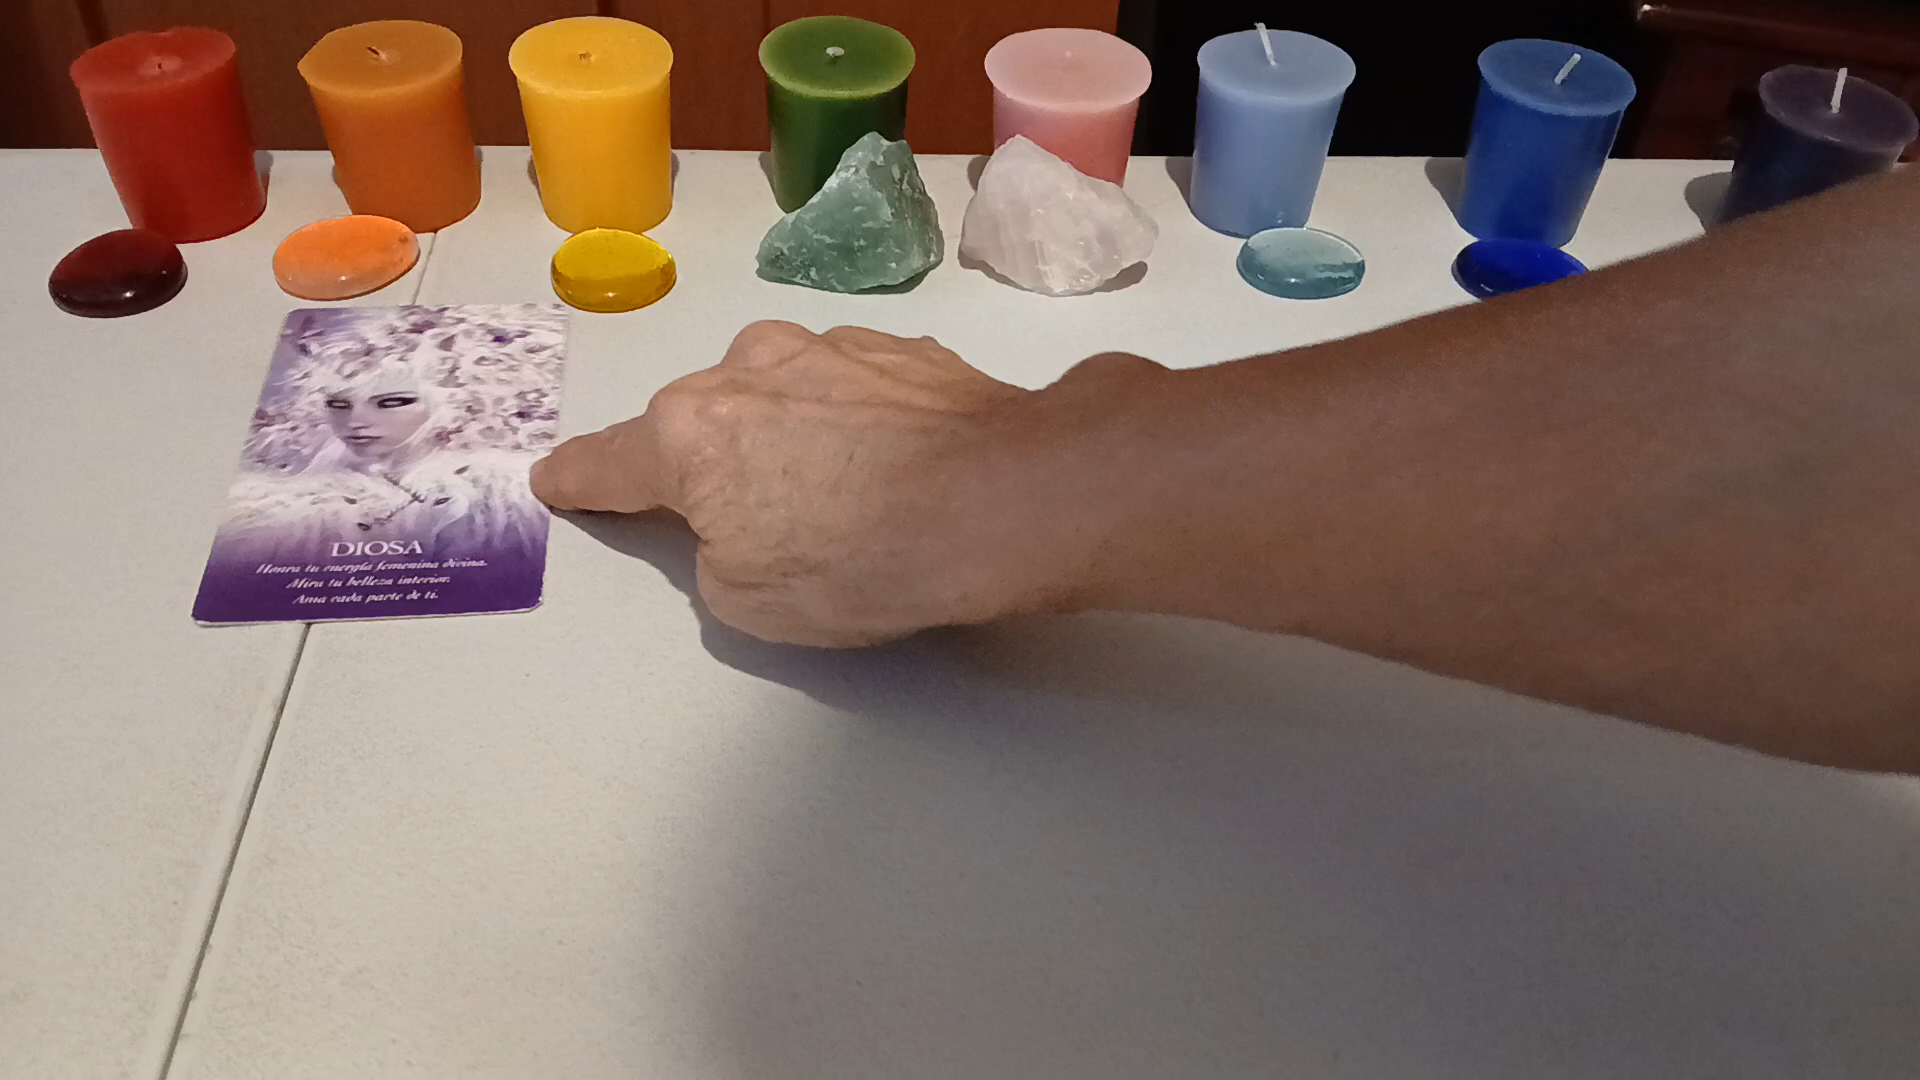 DIOSA
Honra tu energía femenina divina.
Mira tu belleza interior.
Ama cada parte de ti.